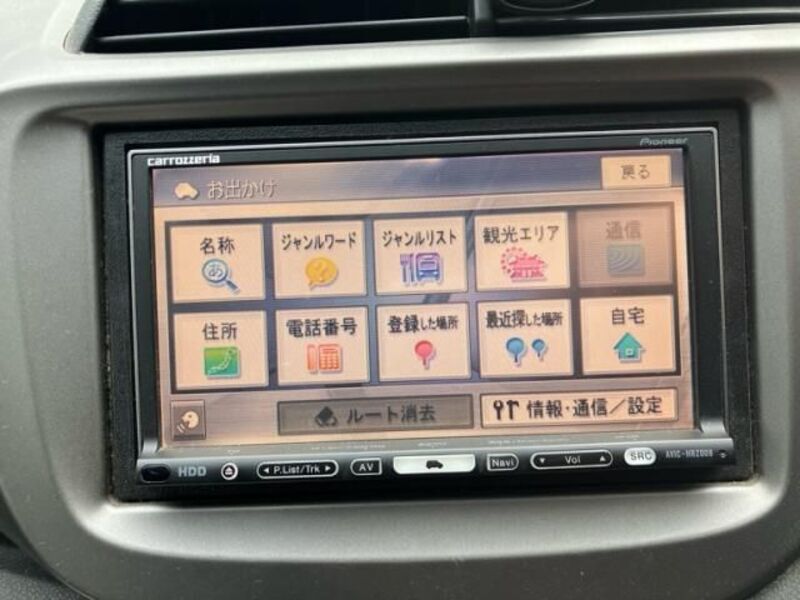 carrozzeria
Pioneer
お出かけ
戻る
名称
ジャンルワード
ジャンルリスト
観光エリア
通信
あ
住所
電話番号
登録した場所
最近探した場所
自宅
ルート消去
情報・通信/設定
HDD
P.List/Trk
AV
Navi
Vol
SRC
AVIC-HRZ008